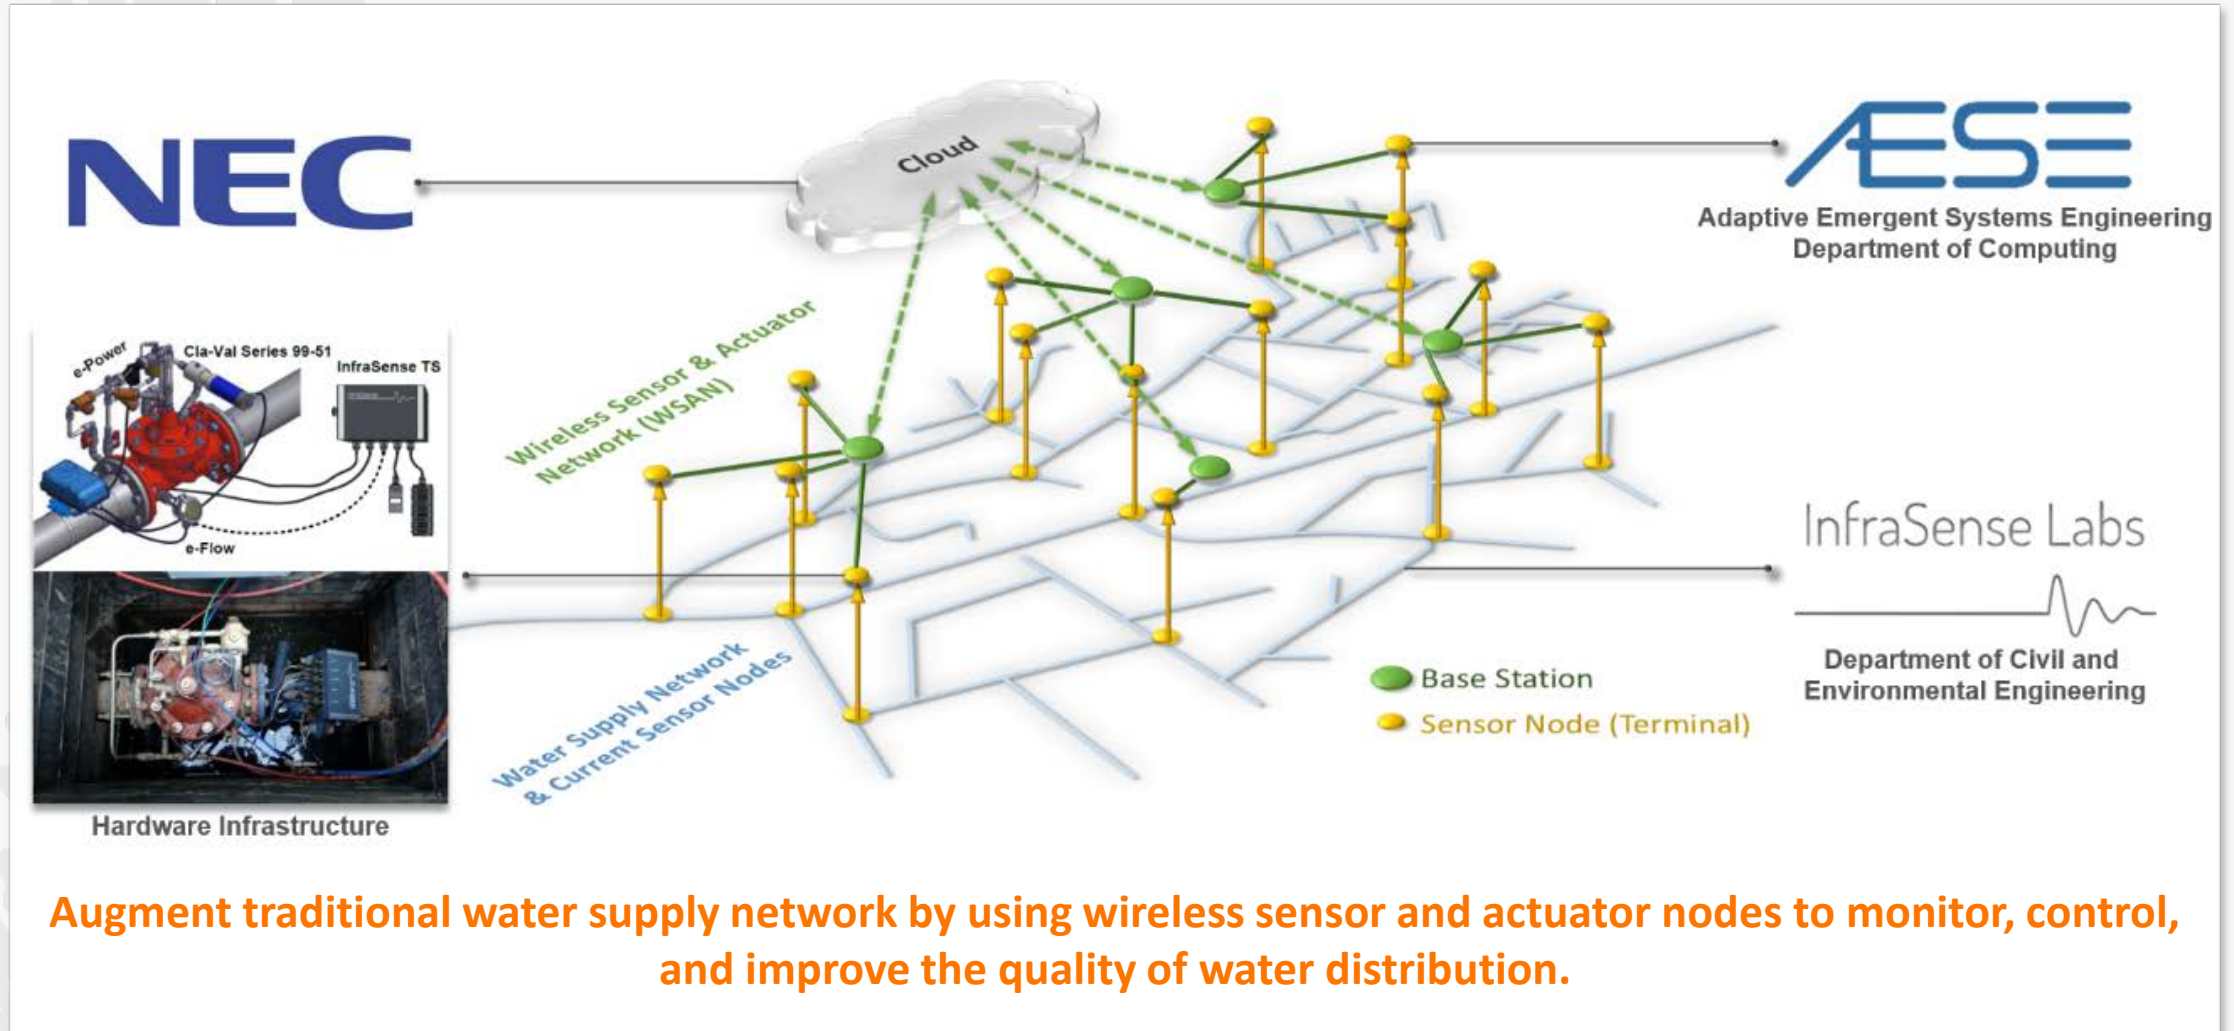 NEC
Cloud
ÆSE
Adaptive Emergent Systems Engineering
Department of Computing
e-Power
Cla-Val Series 99-51
InfraSense TS
e-Flow
Hardware Infrastructure
Wireless Sensor & Actuator
Network (WSAN)
Water Supply Network
& Current Sensor Nodes
Base Station
Sensor Node (Terminal)
InfraSense Labs
Department of Civil and
Environmental Engineering
Augment traditional water supply network by using wireless sensor and actuator nodes to monitor, control,
and improve the quality of water distribution.